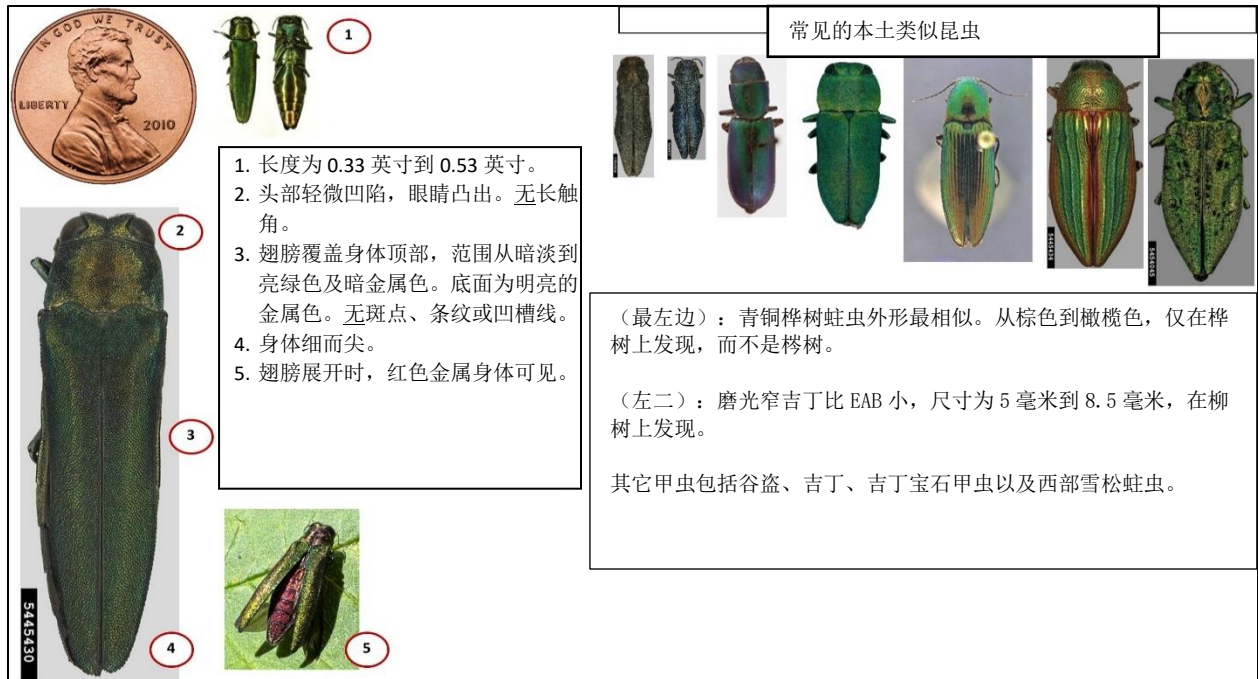 IN GOD WE TRUST
LIBERTY
2010
1
1. 长度为 0.33 英寸到 0.53 英寸。
2. 头部轻微凹陷，眼睛凸出。无长触
角。
3. 翅膀覆盖身体顶部，范围从暗淡到
亮绿色及暗金属色。底面为明亮的
金属色。无斑点、条纹或凹槽线。
4. 身体细而尖。
5. 翅膀展开时，红色金属身体可见。
2
3
4
5445430
5
常见的本土类似昆虫
5445434
5454045
（最左边）：青铜桦树蛀虫外形最相似。从棕色到橄榄色，仅在桦
树上发现，而不是梣树。
（左二）：磨光窄吉丁比 EAB 小，尺寸为 5 毫米到 8.5 毫米，在柳
树上发现。
其它甲虫包括谷盗、吉丁、吉丁宝石甲虫以及西部雪松蛀虫。